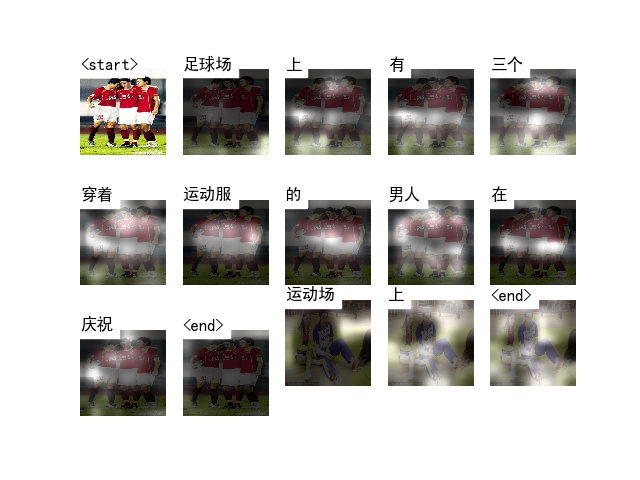 <start> 足球场 上 有 三个
穿着 运动服 的 男人 在
庆祝 <end> 运动场 上 <end>